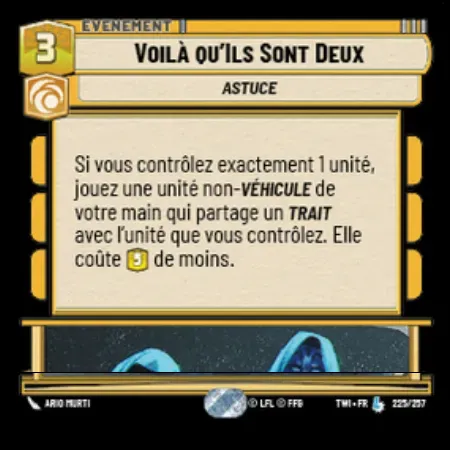 EVENEMENT
3
VOILÀ QU'ILS SONT DEUX
ASTUCE
Si vous contrôlez exactement 1 unité,
jouez une unité non-VÉHICULE de
votre main qui partage un TRAIT
avec l'unité que vous contrôlez. Elle
coûte 3 de moins.
ARIO MURTI
© LFL © FFG
TWI • FR
225/257